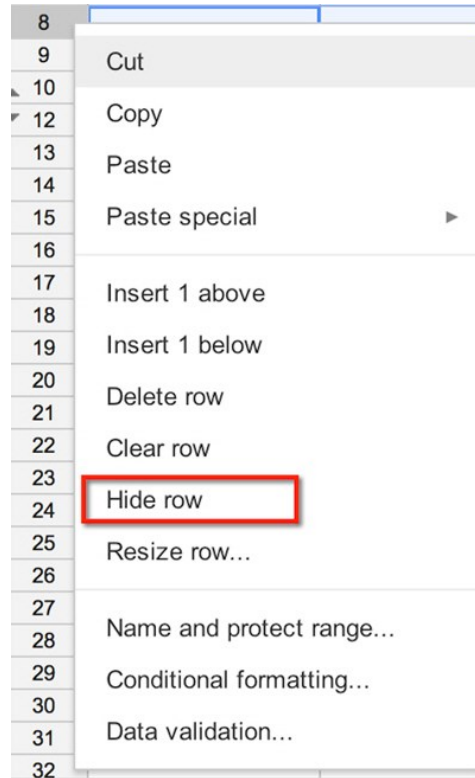 8
9
10
12
13
14
15
16
17
18
19
20
21
22
23
24
25
26
27
28
29
30
31
32
Cut
Copy
Paste
Paste special
Insert 1 above
Insert 1 below
Delete row
Clear row
Hide row
Resize row...
Name and protect range...
Conditional formatting...
Data validation...